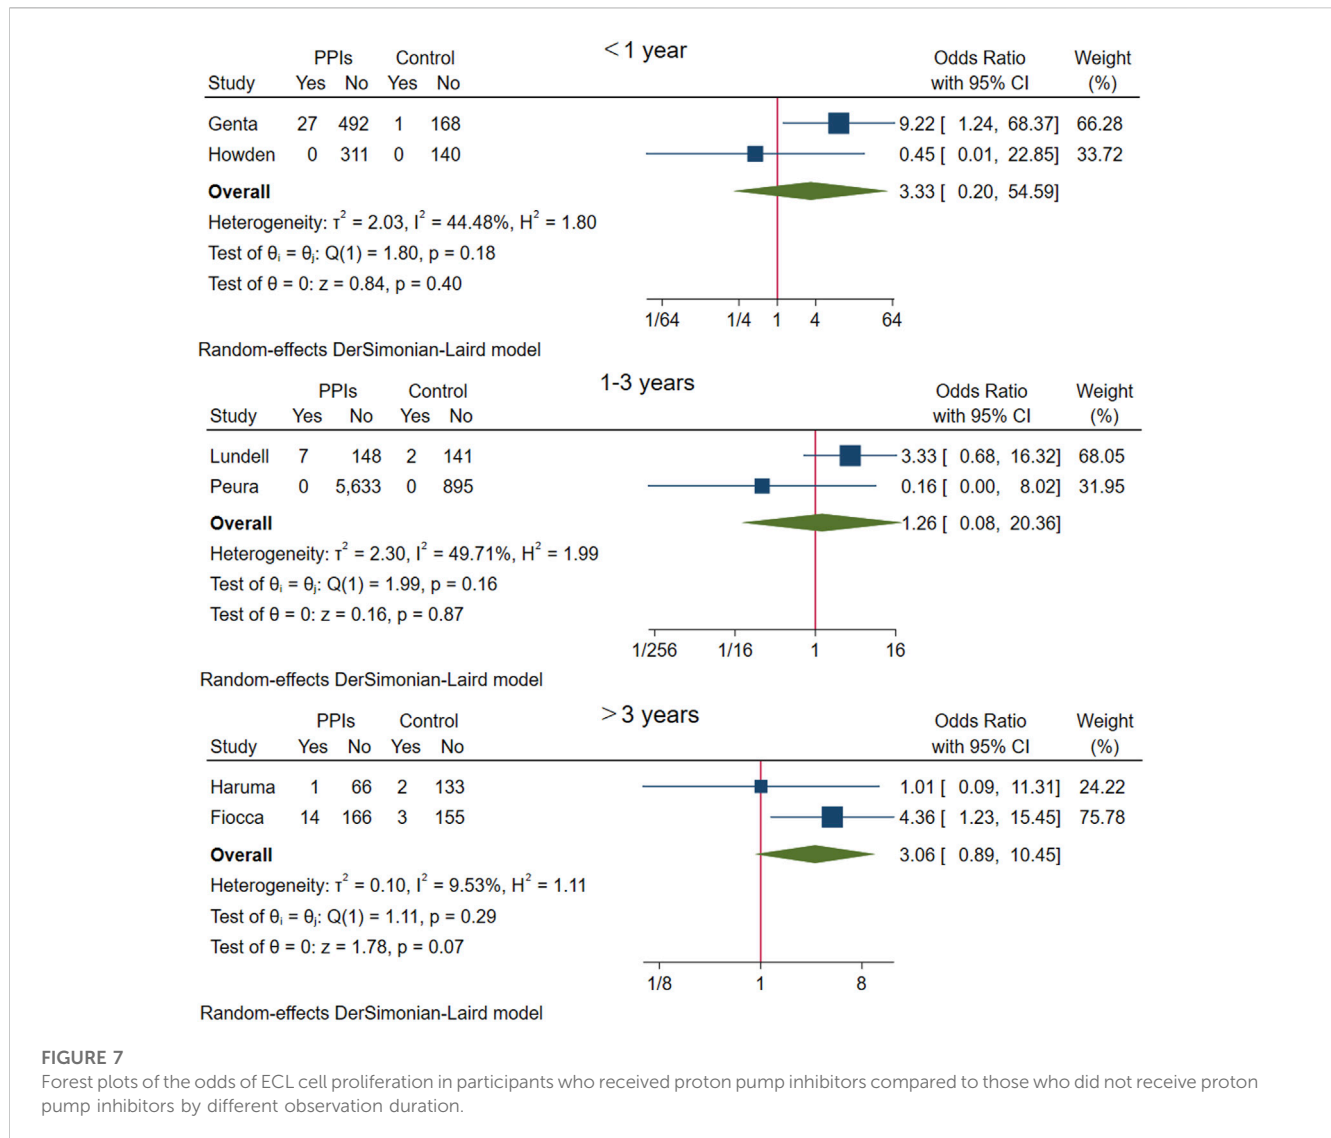 <1 year
PPIs Control Odds Ratio Weight
Study Yes No Yes No with 95% CI (%)
Genta 27 492 1 168 9.22 [ 1.24, 68.37] 66.28
Howden 0 311 0 140 0.45 [ 0.01, 22.85] 33.72
Overall 3.33 [ 0.20, 54.59]
Heterogeneity: τ² = 2.03, I² = 44.48%, H² = 1.80
Test of θᵢ = θⱼ: Q(1) = 1.80, p = 0.18
Test of θ = 0: z = 0.84, p = 0.40
1/64 1/4 1 4 64
Random-effects DerSimonian-Laird model
1-3 years
PPIs Control Odds Ratio Weight
Study Yes No Yes No with 95% CI (%)
Lundell 7 148 2 141 3.33 [ 0.68, 16.32] 68.05
Peura 0 5,633 0 895 0.16 [ 0.00, 8.02] 31.95
Overall 1.26 [ 0.08, 20.36]
Heterogeneity: τ² = 2.30, I² = 49.71%, H² = 1.99
Test of θᵢ = θⱼ: Q(1) = 1.99, p = 0.16
Test of θ = 0: z = 0.16, p = 0.87
1/256 1/16 1 16
Random-effects DerSimonian-Laird model
>3 years
PPIs Control Odds Ratio Weight
Study Yes No Yes No with 95% CI (%)
Haruma 1 66 2 133 1.01 [ 0.09, 11.31] 24.22
Fiocca 14 166 3 155 4.36 [ 1.23, 15.45] 75.78
Overall 3.06 [ 0.89, 10.45]
Heterogeneity: τ² = 0.10, I² = 9.53%, H² = 1.11
Test of θᵢ = θⱼ: Q(1) = 1.11, p = 0.29
Test of θ = 0: z = 1.78, p = 0.07
1/8 1 8
Random-effects DerSimonian-Laird model
FIGURE 7
Forest plots of the odds of ECL cell proliferation in participants who received proton pump inhibitors compared to those who did not receive proton
pump inhibitors by different observation duration.